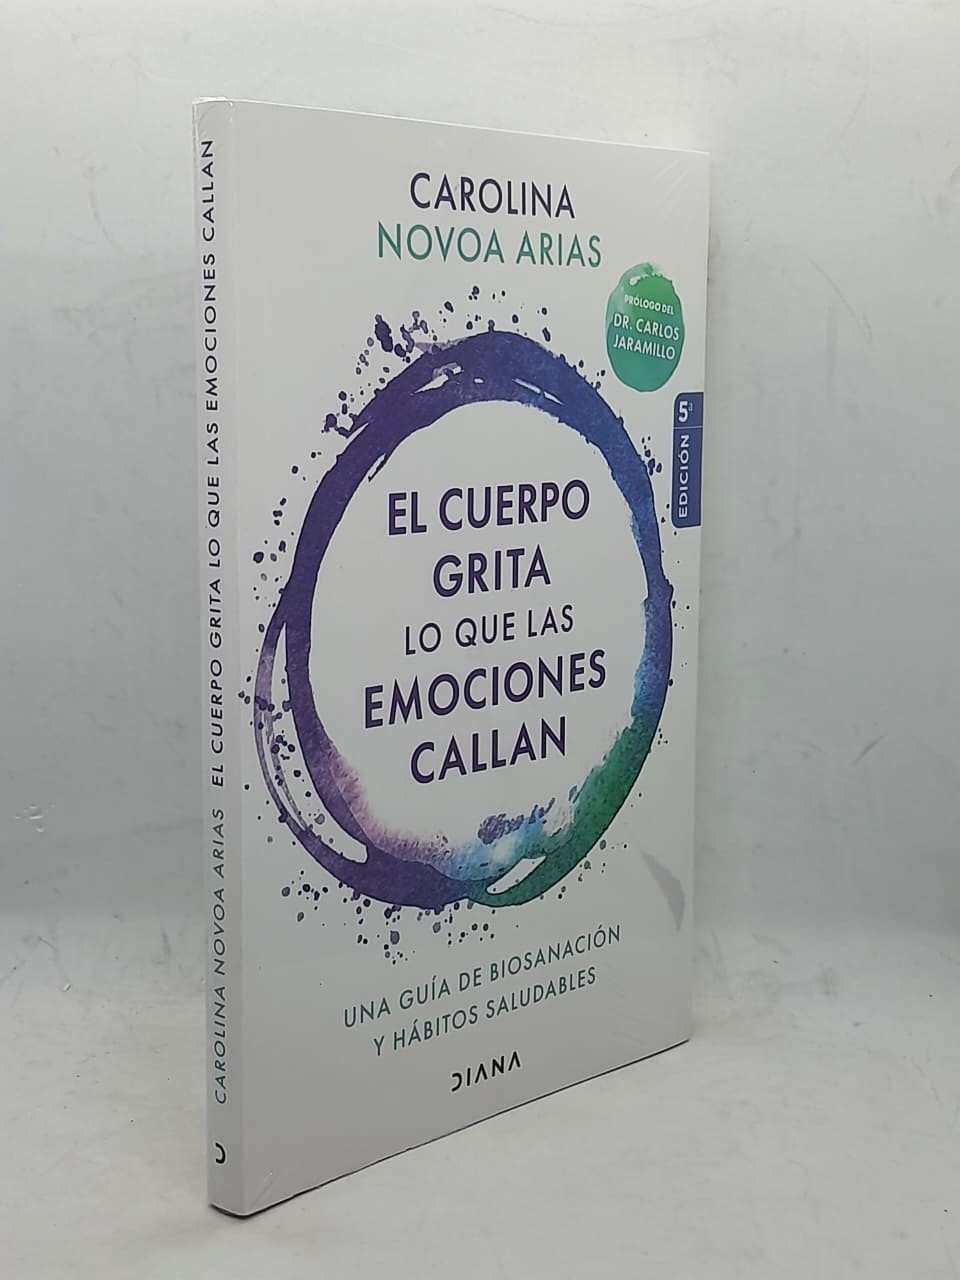 CAROLINA
NOVOA ARIAS
PRÓLOGO DEL
DR. CARLOS
JARAMILLO
EDICIÓN 5ª
EL CUERPO
GRITA
LO QUE LAS
EMOCIONES
CALLAN
UNA GUÍA DE BIOSANACIÓN
Y HÁBITOS SALUDABLES
DIANA
CAROLINA NOVOA ARIAS EL CUERPO GRITA LO QUE LAS EMOCIONES CALLAN